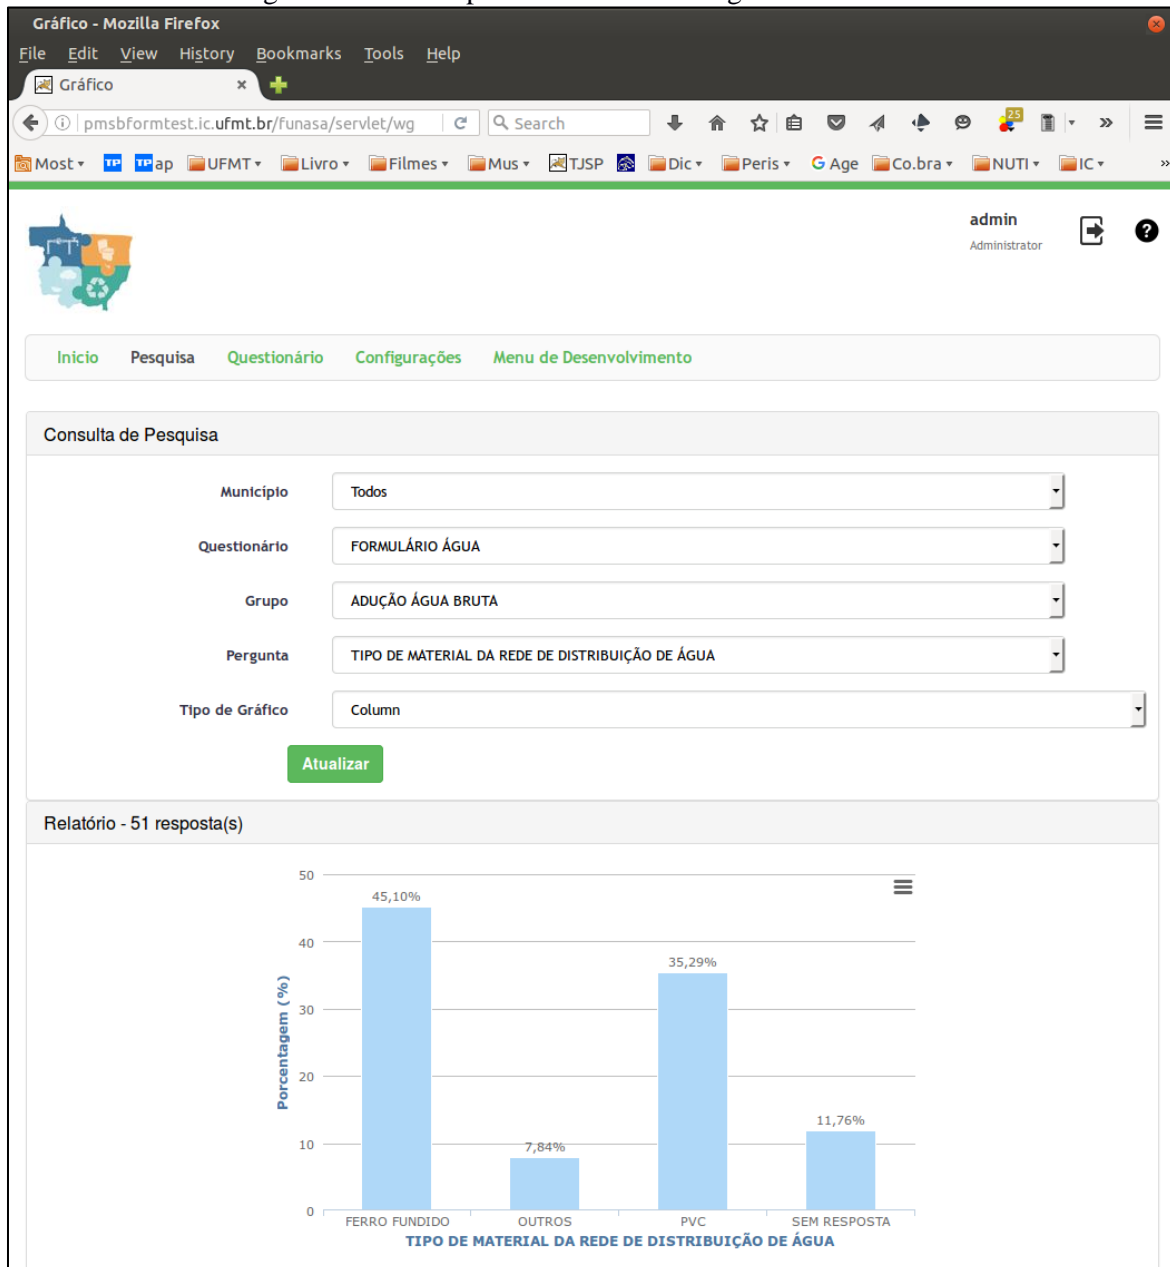 Gráfico - Mozilla Firefox
File Edit View History Bookmarks Tools Help
Gráfico
pmsbformtest.ic.ufmt.br/funasa/servlet/wg Search 25
Most TP TP ap UFMT Livro Filmes Mus TJSP Dic Peris G Age Co.bra NUTI IC
admin
Administrator
Inicio Pesquisa Questionário Configurações Menu de Desenvolvimento
Consulta de Pesquisa
Município Todos
Questionário FORMULÁRIO ÁGUA
Grupo ADUÇÃO ÁGUA BRUTA
Pergunta TIPO DE MATERIAL DA REDE DE DISTRIBUIÇÃO DE ÁGUA
Tipo de Gráfico Column
Atualizar
Relatório - 51 resposta(s)
50
45,10%
40
35,29%
30
Porcentagem (%)
20
11,76%
10
7,84%
0
FERRO FUNDIDO OUTROS PVC SEM RESPOSTA
TIPO DE MATERIAL DA REDE DE DISTRIBUIÇÃO DE ÁGUA